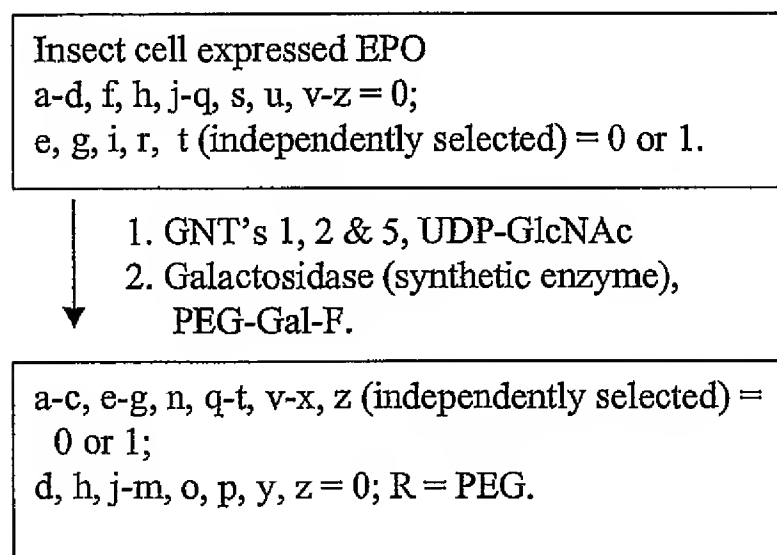 Insect cell expressed EPO
a-d, f, h, j-q, s, u, v-z = 0;
e, g, i, r, t (independently selected) = 0 or 1.
1. GNT's 1, 2 & 5, UDP-GlcNAc
2. Galactosidase (synthetic enzyme),
PEG-Gal-F.
a-c, e-g, n, q-t, v-x, z (independently selected) =
0 or 1;
d, h, j-m, o, p, y, z = 0; R = PEG.